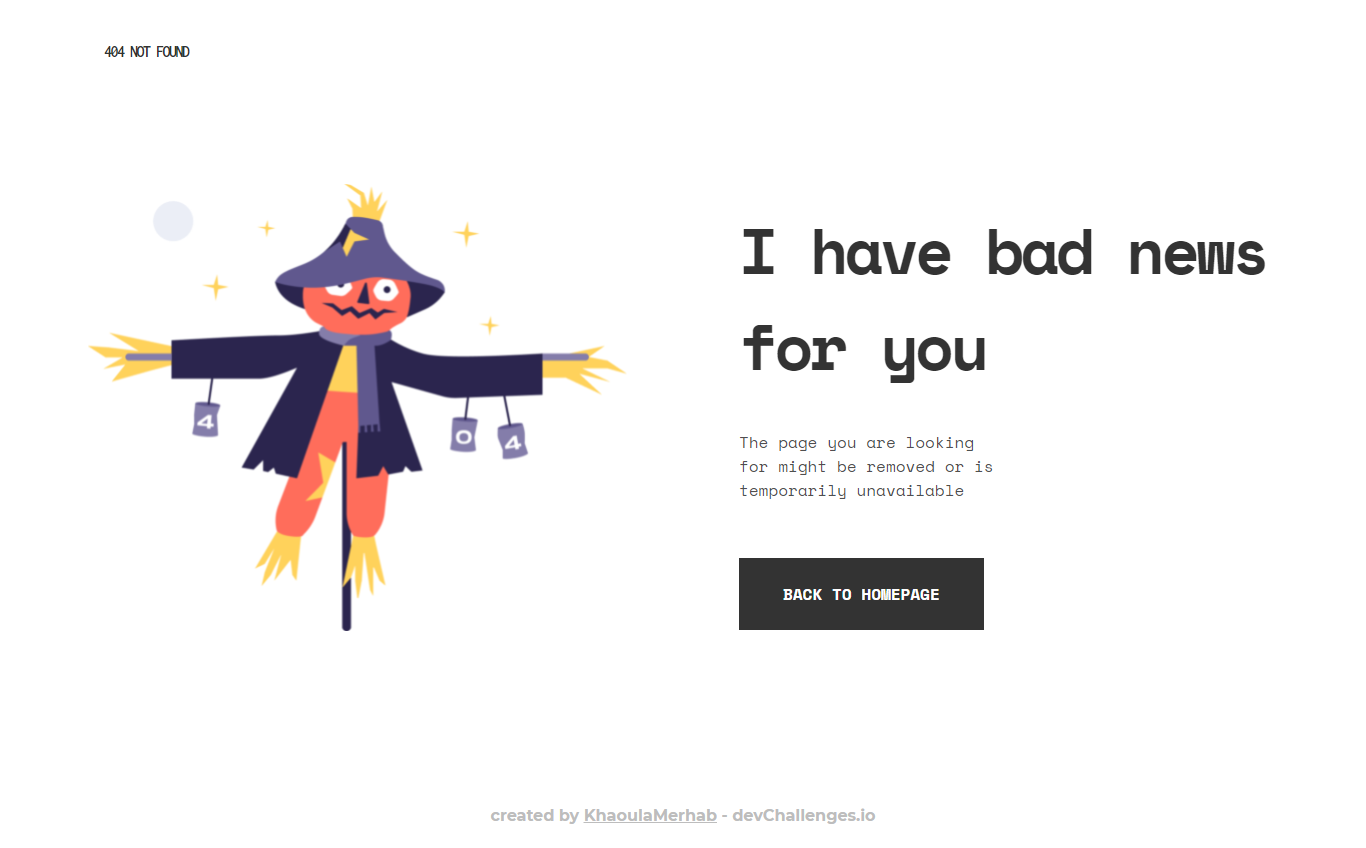 404 NOT FOUND
I have bad news
for you
4
0 4
The page you are looking
for might be removed or is
temporarily unavailable
BACK TO HOMEPAGE
created by KhaoulaMerhab - devChallenges.io